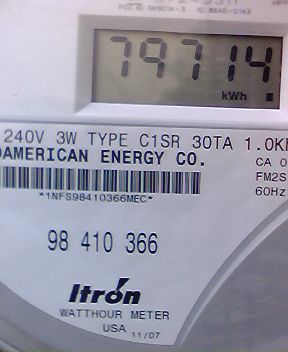 79714
kWh
240V 3W TYPE C1SR 30TA 1.0K
AMERICAN ENERGY CO.
CA 0
FM2S
60Hz
*1NFS98410366MEC*
98 410 366
Itron
WATTHOUR METER
USA 11/07